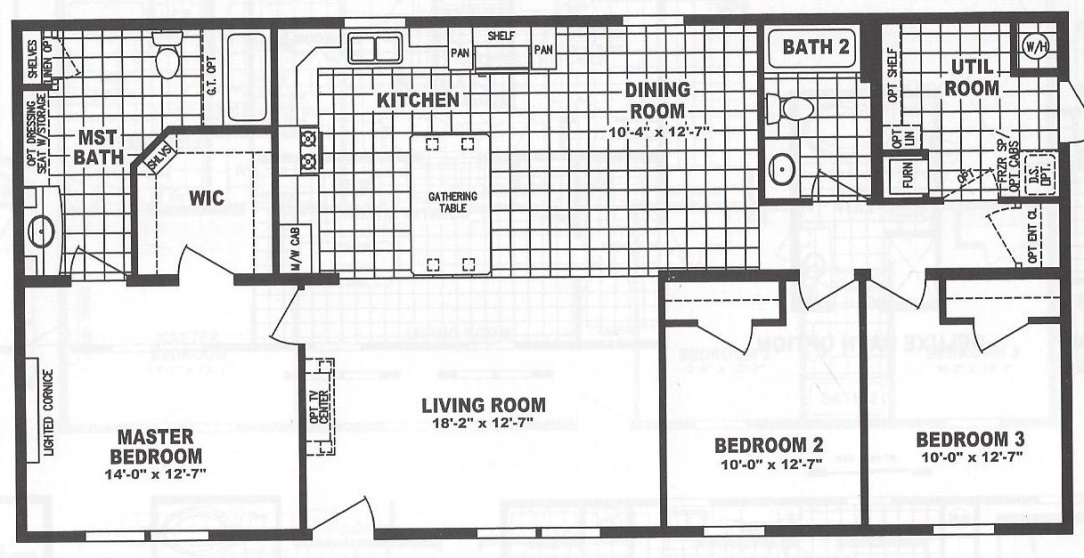 SHELVES
LINEN OP
OPT DRESSING
SEAT W/STORAGE
MST
BATH
G.T. OPT
SHLVS
WIC
M/W CAB
KITCHEN
PAN
SHELF
PAN
GATHERING
TABLE
DINING
ROOM
10'-4" x 12'-7"
BATH 2
OPT SHELF
OPT
LIN
FURN
UTIL
ROOM
W/H
OPT
FRZR SP/
OPT CABS
D.S.
OPT.
OPT ENT CL
LIGHTED CORNICE
MASTER
BEDROOM
14'-0" x 12'-7"
OPT TV
CENTER
LIVING ROOM
18'-2" x 12'-7"
BEDROOM 2
10'-0" x 12'-7"
BEDROOM 3
10'-0" x 12'-7"